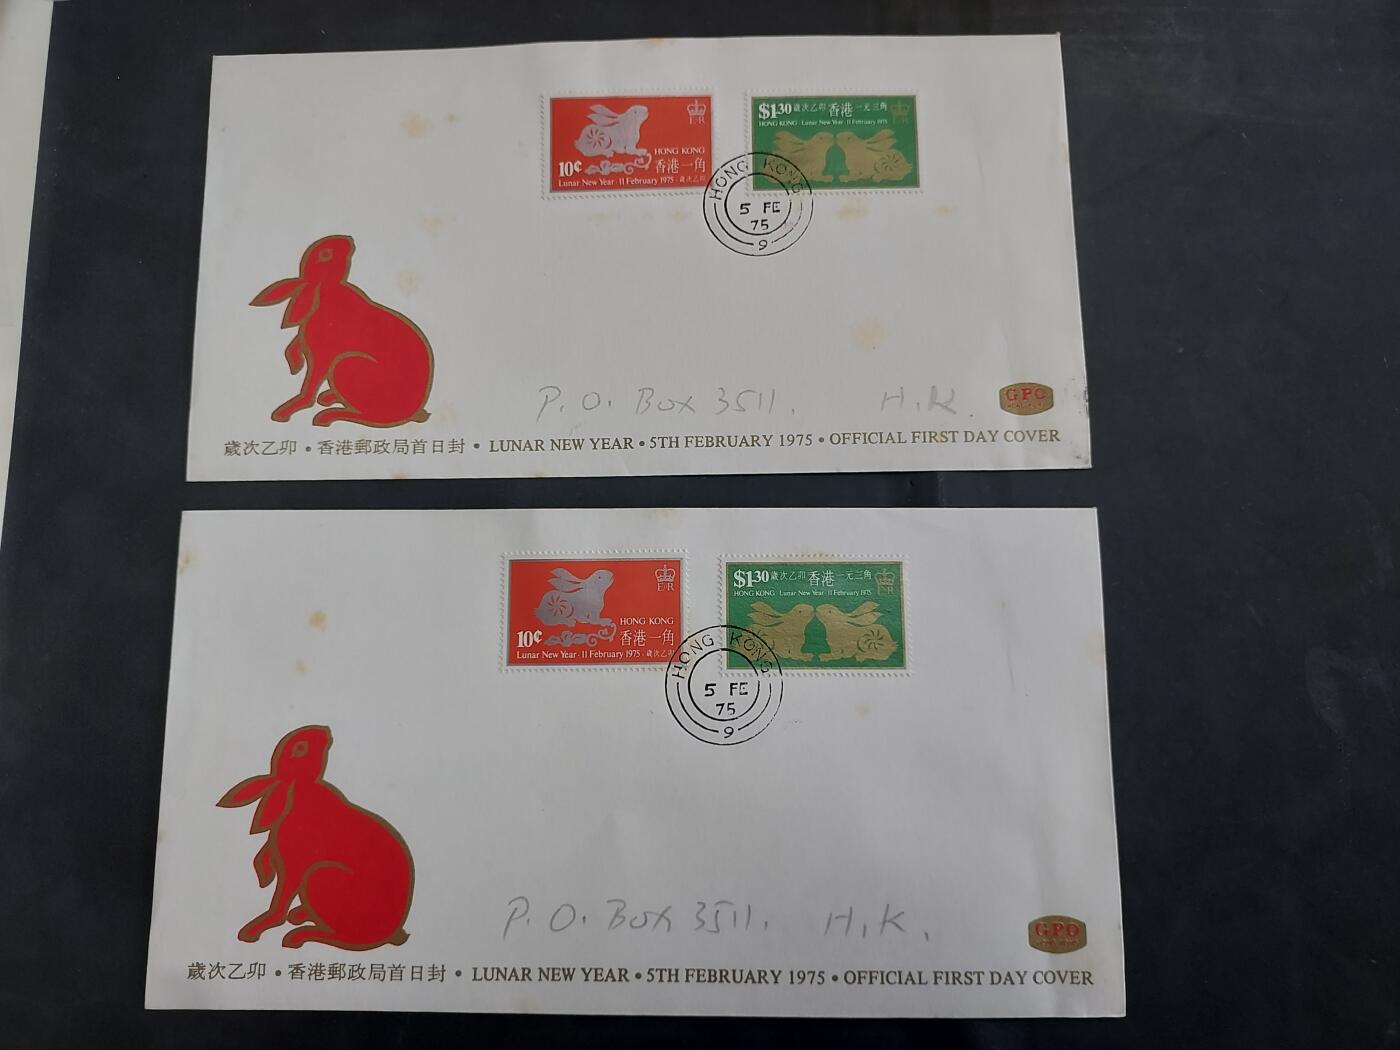 10¢
HONG KONG
香港一角
Lunar New Year · 11 February 1975 · 歲次乙卯
E R
$1.30 歲次乙卯 香港 一元三角
HONG KONG · Lunar New Year · 11 February 1975
E R
HONG KONG
5 FE
75
9
P. O. Box 3511. H.K.
GPO
歲次乙卯 • 香港郵政局首日封 • LUNAR NEW YEAR • 5TH FEBRUARY 1975 • OFFICIAL FIRST DAY COVER
10¢
HONG KONG
香港一角
Lunar New Year · 11 February 1975 · 歲次乙卯
E R
$1.30 歲次乙卯 香港 一元三角
HONG KONG · Lunar New Year · 11 February 1975
E R
HONG KONG
5 FE
75
9
P. O. Box 3511. H.K.
GPO
歲次乙卯 • 香港郵政局首日封 • LUNAR NEW YEAR • 5TH FEBRUARY 1975 • OFFICIAL FIRST DAY COVER